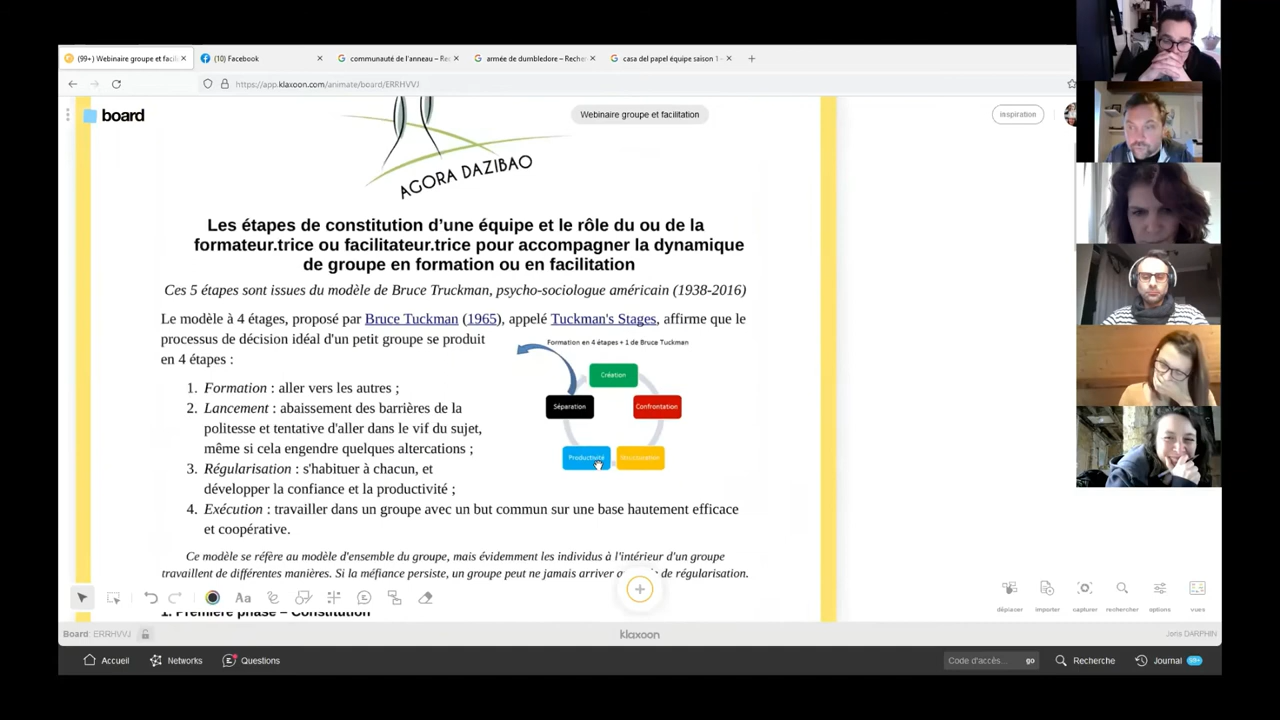 (99+) Webinaire groupe et facili
(10) Facebook
communauté de l'anneau – Re
armée de dumbledore – Reche
casa del papel équipe saison 1 -
https://app.klaxoon.com/animate/board/ERRHVVJ
board
Webinaire groupe et facilitation
inspiration
AGORA DAZIBAO
Les étapes de constitution d'une équipe et le rôle du ou de la
formateur.trice ou facilitateur.trice pour accompagner la dynamique
de groupe en formation ou en facilitation
Ces 5 étapes sont issues du modèle de Bruce Truckman, psycho-sociologue américain (1938-2016)
Le modèle à 4 étages, proposé par Bruce Tuckman (1965), appelé Tuckman's Stages, affirme que le
processus de décision idéal d'un petit groupe se produit
en 4 étapes :
Formation en 4 étapes + 1 de Bruce Tuckman
Création
Séparation
Confrontation
Productivité
1. Formation : aller vers les autres ;
2. Lancement : abaissement des barrières de la
politesse et tentative d'aller dans le vif du sujet,
même si cela engendre quelques altercations ;
3. Régularisation : s'habituer à chacun, et
développer la confiance et la productivité ;
4. Exécution : travailler dans un groupe avec un but commun sur une base hautement efficace
et coopérative.
Ce modèle se réfère au modèle d'ensemble du groupe, mais évidemment les individus à l'intérieur d'un groupe
travaillent de différentes manières. Si la méfiance persiste, un groupe peut ne jamais arriver de régularisation.
1. Première phase – Constitution
Aa
déplacer
importer
capturer
rechercher
options
vues
Board: ERRHVVJ
klaxoon
Joris DARPHIN
Accueil
Networks
Questions
Code d'accès...
go
Recherche
Journal
99+